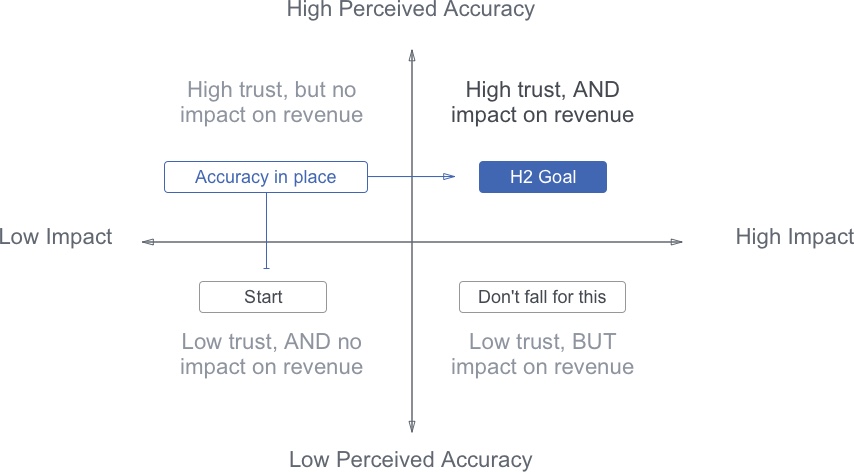 High Perceived Accuracy
High trust, but no
impact on revenue
High trust, AND
impact on revenue
Accuracy in place
H2 Goal
Low Impact
High Impact
Start
Don't fall for this
Low trust, AND no
impact on revenue
Low trust, BUT
impact on revenue
Low Perceived Accuracy